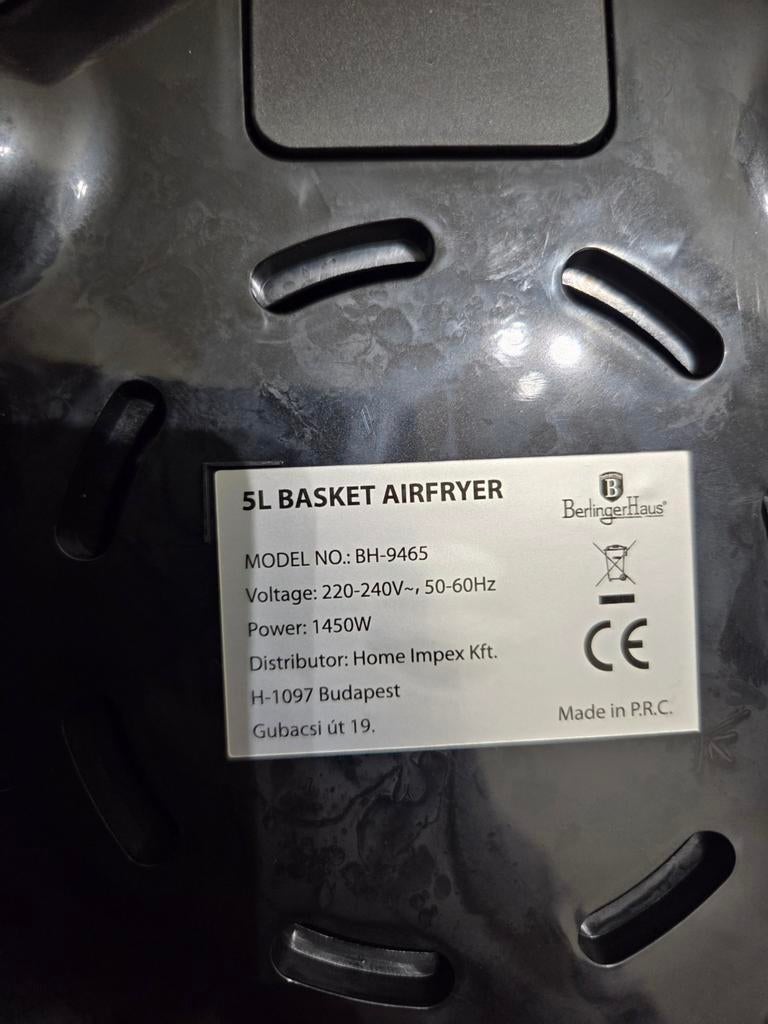 5L BASKET AIRFRYER
B
BerlingerHaus®
MODEL NO.: BH-9465
Voltage: 220-240V~, 50-60Hz
Power: 1450W
Distributor: Home Impex Kft.
H-1097 Budapest
Gubacsi út 19.
CE
Made in P.R.C.